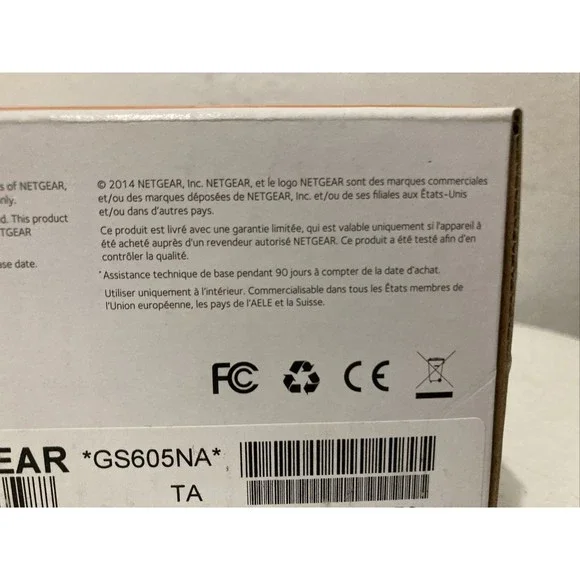 s of NETGEAR,
nly.
d. This product
TGEAR
se date.
© 2014 NETGEAR, Inc. NETGEAR, et le logo NETGEAR sont des marques commerciales
et/ou des marques déposées de NETGEAR, Inc. et/ou de ses filiales aux États-Unis
et/ou dans d'autres pays.
Ce produit est livré avec une garantie limitée, qui est valable uniquement si l'appareil à
été acheté auprès d'un revendeur autorisé NETGEAR. Ce produit a été testé afin d'en
contrôler la qualité.
*Assistance technique de base pendant 90 jours à compter de la date d'achat.
Utiliser uniquement à l'intérieur. Commercialisable dans tous les États membres de
l'Union européenne, les pays de l'AELE et la Suisse.
FC CE
EAR *GS605NA*
TA